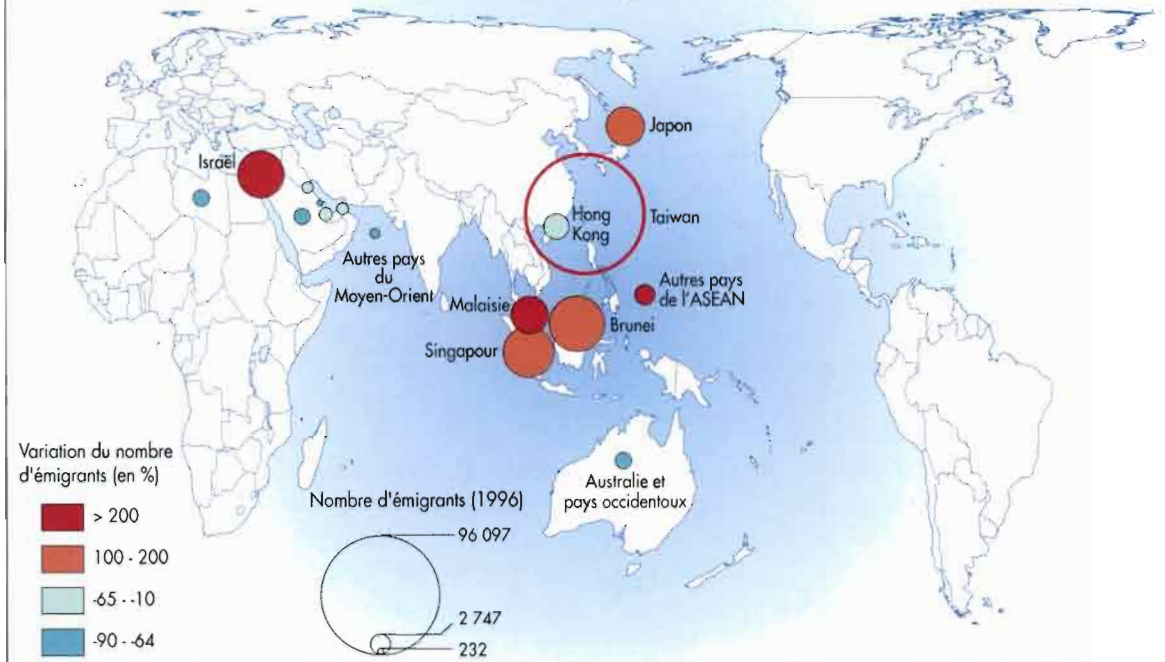 Japon
Israël
Hong
Kong
Taiwan
Autres pays
du
Moyen-Orient
Autres pays
de l'ASEAN
Malaisie
Brunei
Singapour
Australie et
pays occidentoux
Variation du nombre
d'émigrants (en %)
> 200
100 - 200
-65 - -10
-90 - -64
Nombre d'émigrants (1996)
96 097
2 747
232